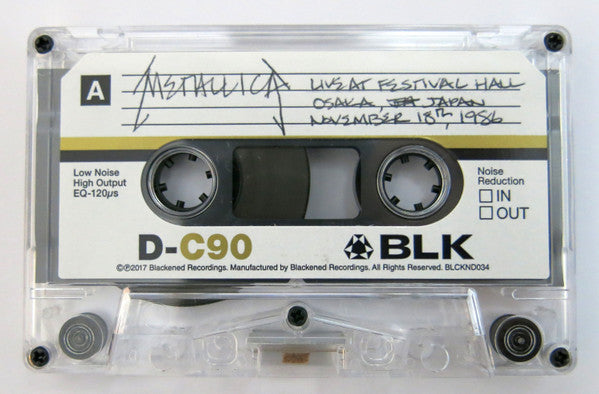 A
METALLICA
LIVE AT FESTIVAL HALL
OSAKA, JAPAN
NOVEMBER 18TH, 1986
Low Noise
High Output
EQ-120µs
Noise
Reduction
IN
OUT
D-C90
BLK
©℗2017 Blackened Recordings. Manufactured by Blackened Recordings. All Rights Reserved. BLCKND034